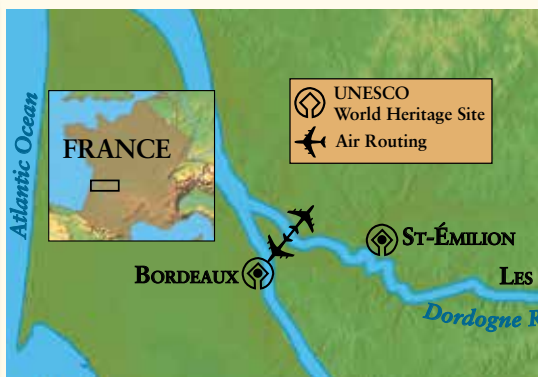 Atlantic Ocean
FRANCE
UNESCO
World Heritage Site
Air Routing
ST-ÉMILION
BORDEAUX
LES
Dordogne R